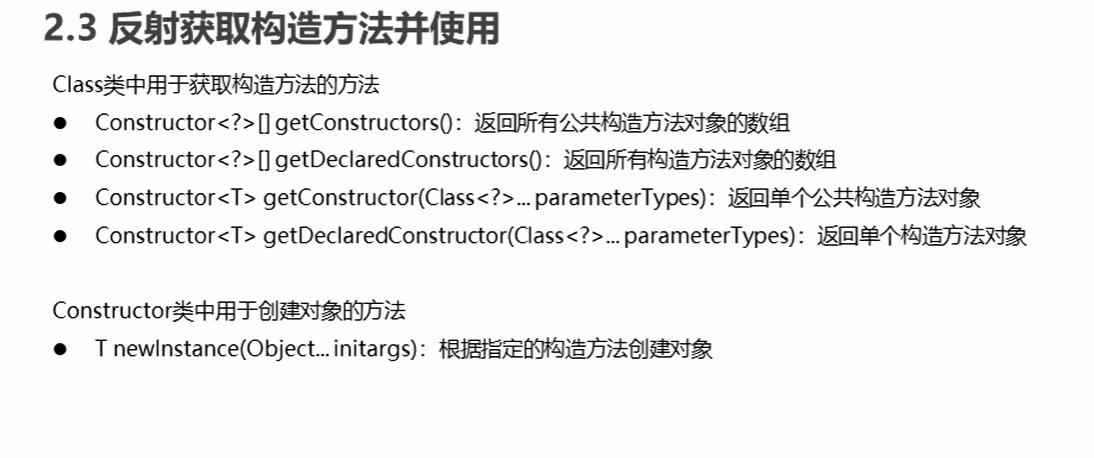 2.3 反射获取构造方法并使用
Class类中用于获取构造方法的方法
● Constructor<?>[] getConstructors()：返回所有公共构造方法对象的数组
● Constructor<?>[] getDeclaredConstructors()：返回所有构造方法对象的数组
● Constructor<T> getConstructor(Class<?>... parameterTypes)：返回单个公共构造方法对象
● Constructor<T> getDeclaredConstructor(Class<?>... parameterTypes)：返回单个构造方法对象
Constructor类中用于创建对象的方法
● T newInstance(Object... initargs)：根据指定的构造方法创建对象